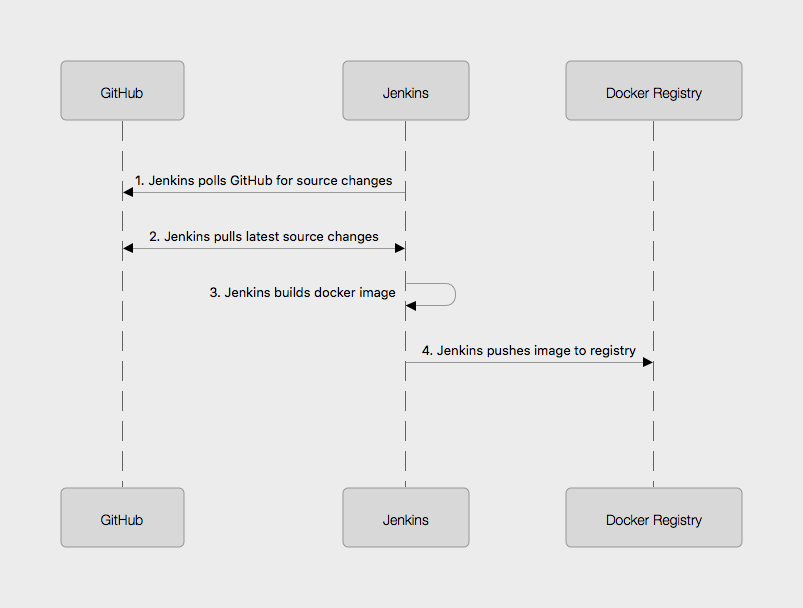 GitHub
Jenkins
Docker Registry
1. Jenkins polls GitHub for source changes
2. Jenkins pulls latest source changes
3. Jenkins builds docker image
4. Jenkins pushes image to registry
GitHub
Jenkins
Docker Registry